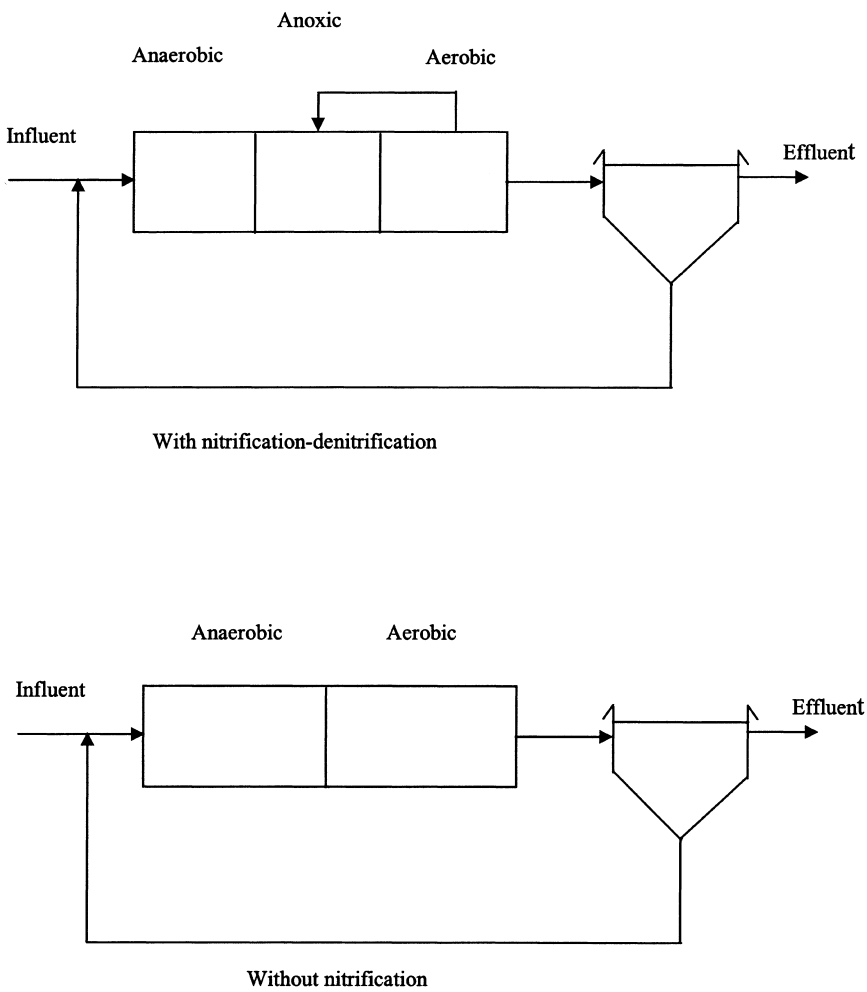 Anoxic
Anaerobic
Aerobic
Influent
Effluent
With nitrification-denitrification
Anaerobic
Aerobic
Influent
Effluent
Without nitrification